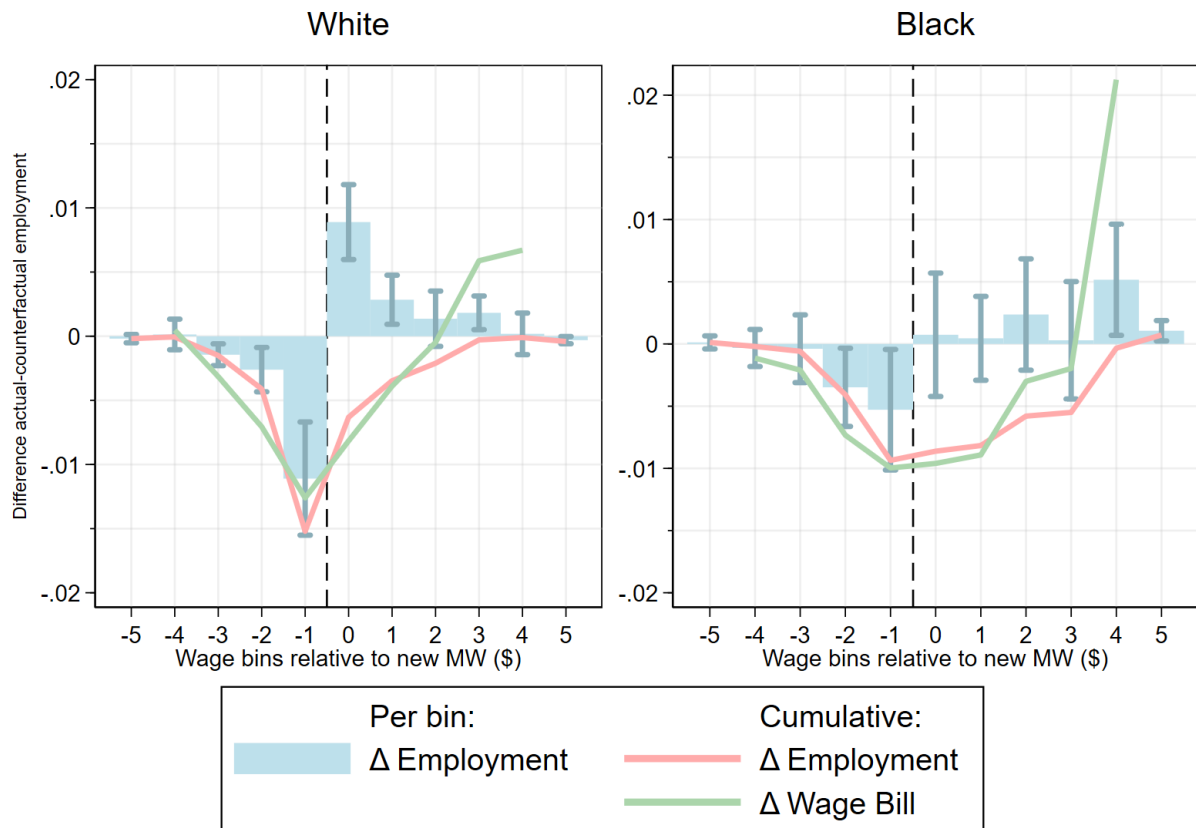 White
Black
Difference actual-counterfactual employment
.02
.01
0
-.01
-.02
-5 -4 -3 -2 -1 0 1 2 3 4 5
Wage bins relative to new MW ($)
.02
.01
0
-.01
-.02
-5 -4 -3 -2 -1 0 1 2 3 4 5
Wage bins relative to new MW ($)
Per bin:
Δ Employment
Cumulative:
Δ Employment
Δ Wage Bill